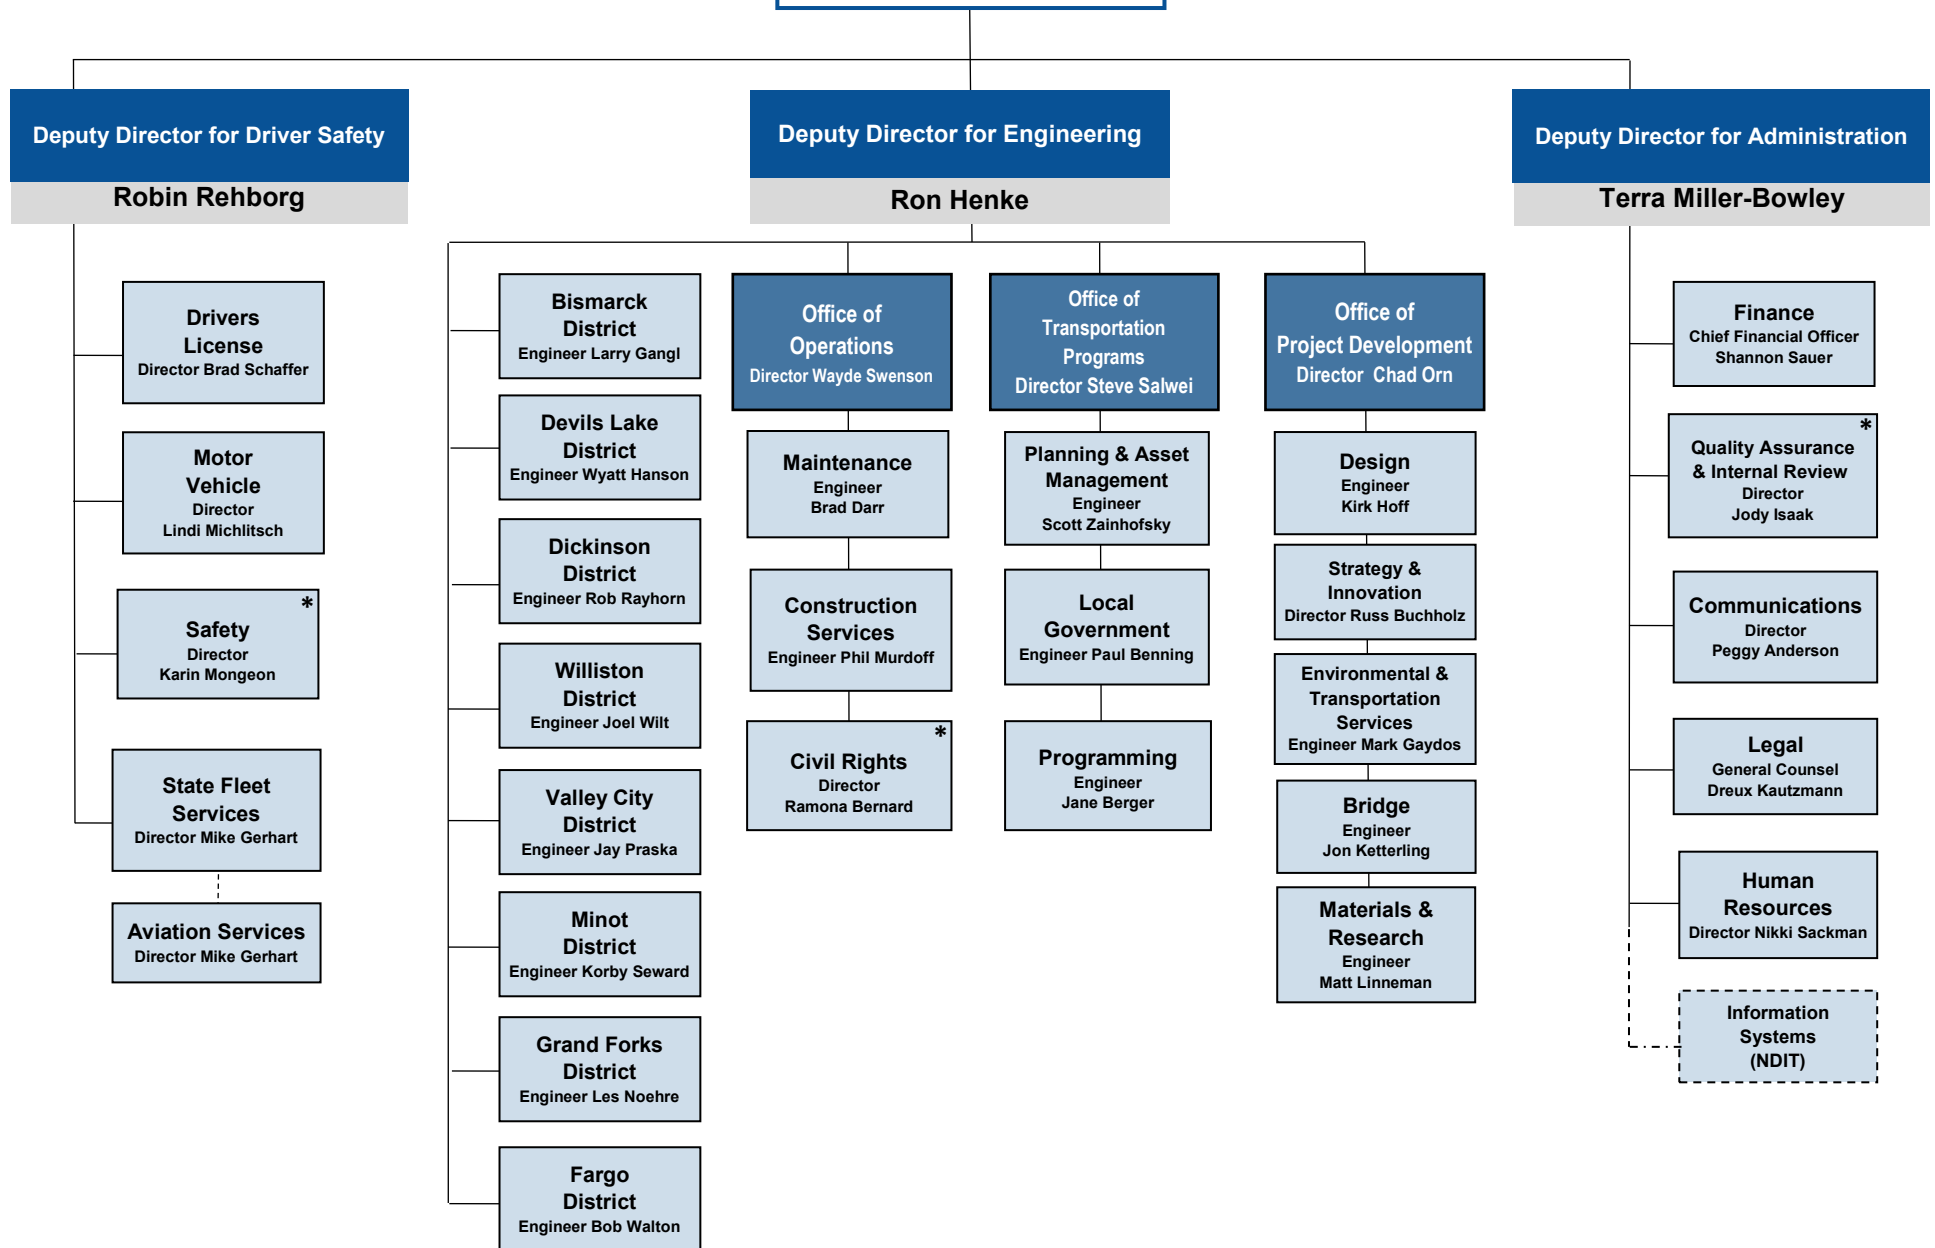 Deputy Director for Driver Safety
Robin Rehborg
Drivers
License
Director Brad Schaffer
Motor
Vehicle
Director
Lindi Michlitsch
*
Safety
Director
Karin Mongeon
State Fleet
Services
Director Mike Gerhart
Aviation Services
Director Mike Gerhart
Deputy Director for Engineering
Ron Henke
Bismarck
District
Engineer Larry Gangl
Devils Lake
District
Engineer Wyatt Hanson
Dickinson
District
Engineer Rob Rayhorn
Williston
District
Engineer Joel Wilt
Valley City
District
Engineer Jay Praska
Minot
District
Engineer Korby Seward
Grand Forks
District
Engineer Les Noehre
Fargo
District
Engineer Bob Walton
Office of
Operations
Director Wayde Swenson
Maintenance
Engineer
Brad Darr
Construction
Services
Engineer Phil Murdoff
*
Civil Rights
Director
Ramona Bernard
Office of
Transportation
Programs
Director Steve Salwei
Planning & Asset
Management
Engineer
Scott Zainhofsky
Local
Government
Engineer Paul Benning
Programming
Engineer
Jane Berger
Office of
Project Development
Director  Chad Orn
Design
Engineer
Kirk Hoff
Strategy &
Innovation
Director Russ Buchholz
Environmental &
Transportation
Services
Engineer Mark Gaydos
Bridge
Engineer
Jon Ketterling
Materials &
Research
Engineer
Matt Linneman
Deputy Director for Administration
Terra Miller-Bowley
Finance
Chief Financial Officer
Shannon Sauer
*
Quality Assurance
& Internal Review
Director
Jody Isaak
Communications
Director
Peggy Anderson
Legal
General Counsel
Dreux Kautzmann
Human
Resources
Director Nikki Sackman
Information
Systems
(NDIT)